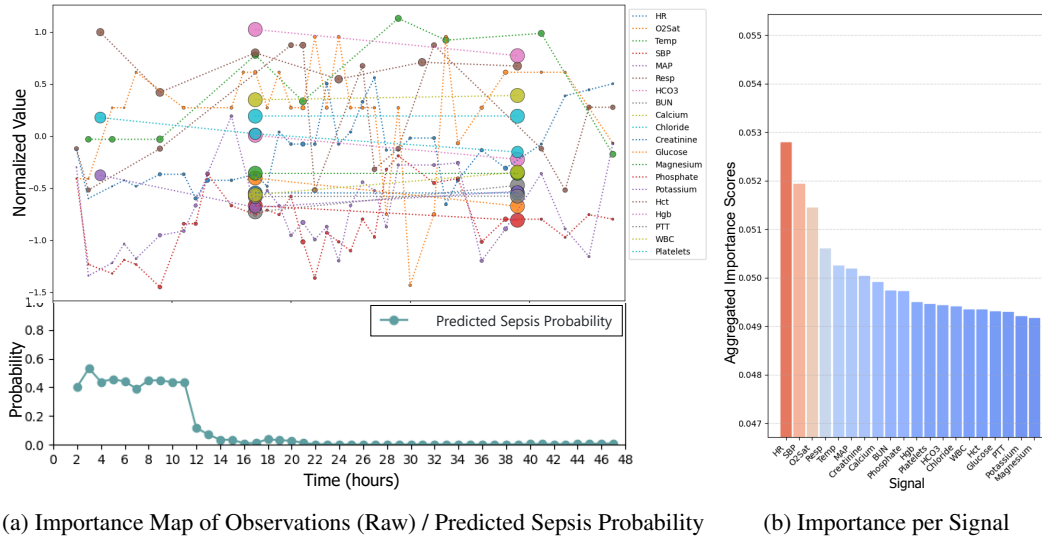 HR
O2Sat
Temp
SBP
MAP
Resp
HCO3
BUN
Calcium
Chloride
Creatinine
Glucose
Magnesium
Phosphate
Potassium
Hct
Hgb
PTT
WBC
Platelets
Normalized Value
1.0
0.5
0.0
−0.5
−1.0
−1.5
Predicted Sepsis Probability
Probability
1.0
0.8
0.6
0.4
0.2
0.0
0 2 4 6 8 10 12 14 16 18 20 22 24 26 28 30 32 34 36 38 40 42 44 46 48
Time (hours)
(a) Importance Map of Observations (Raw) / Predicted Sepsis Probability
Aggregated Importance Scores
0.055
0.054
0.053
0.052
0.051
0.050
0.049
0.048
0.047
HR SBP O2Sat Resp Temp MAP Creatinine Calcium BUN Phosphate Hgb Platelets HCO3 Chloride WBC Hct Glucose PTT Potassium Magnesium
Signal
(b) Importance per Signal